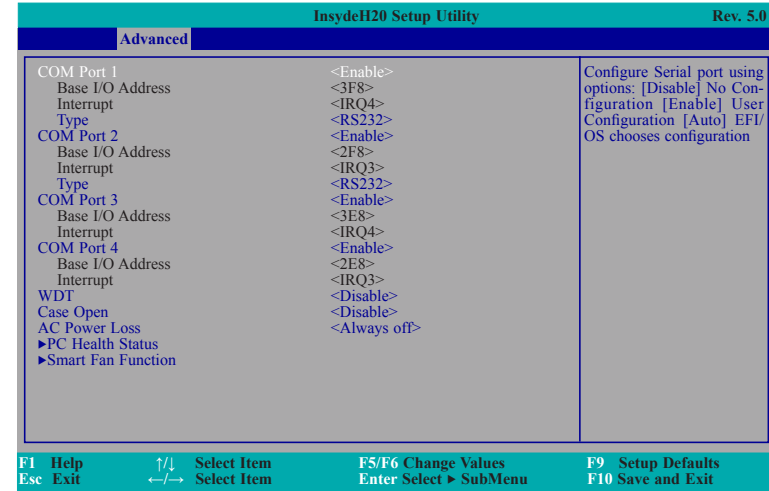 InsydeH20 Setup Utility Rev. 5.0
Advanced
COM Port 1 <Enable>
Base I/O Address <3F8>
Interrupt <IRQ4>
Type <RS232>
COM Port 2 <Enable>
Base I/O Address <2F8>
Interrupt <IRQ3>
Type <RS232>
COM Port 3 <Enable>
Base I/O Address <3E8>
Interrupt <IRQ4>
COM Port 4 <Enable>
Base I/O Address <2E8>
Interrupt <IRQ3>
WDT <Disable>
Case Open <Disable>
AC Power Loss <Always off>
▶PC Health Status
▶Smart Fan Function
Configure Serial port using
options: [Disable] No Con-
figuration [Enable] User
Configuration [Auto] EFI/
OS chooses configuration
F1 Help ↑/↓ Select Item F5/F6 Change Values F9 Setup Defaults
Esc Exit ←/→ Select Item Enter Select ▶ SubMenu F10 Save and Exit